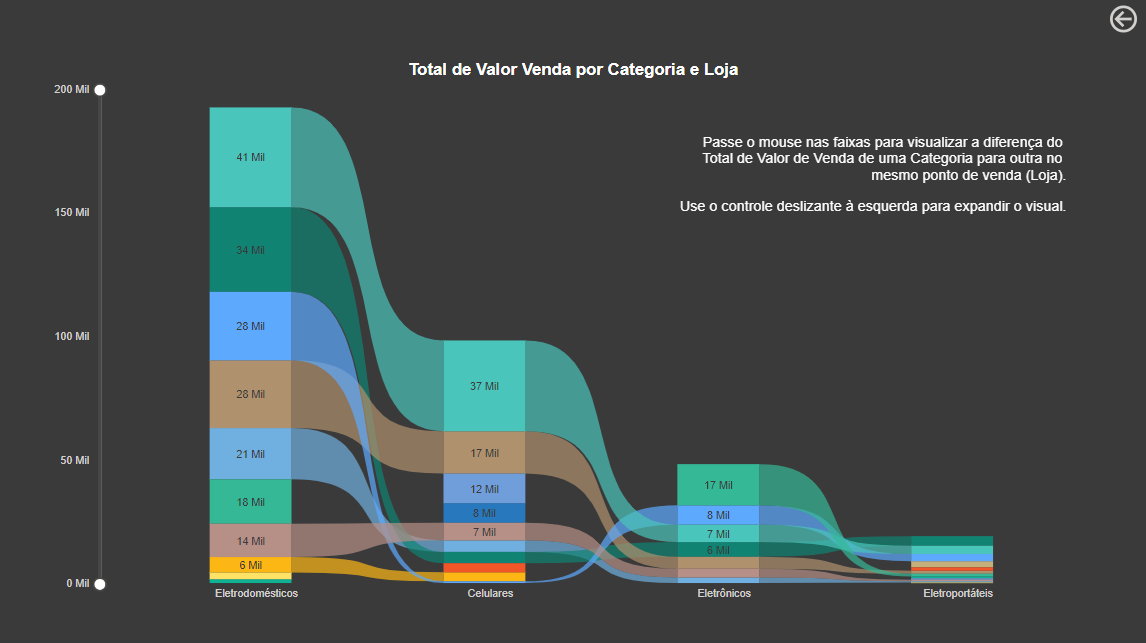 Total de Valor Venda por Categoria e Loja
Passe o mouse nas faixas para visualizar a diferença do
Total de Valor de Venda de uma Categoria para outra no
mesmo ponto de venda (Loja).
Use o controle deslizante à esquerda para expandir o visual.
200 Mil
150 Mil
100 Mil
50 Mil
0 Mil
41 Mil
34 Mil
28 Mil
28 Mil
21 Mil
18 Mil
14 Mil
6 Mil
37 Mil
17 Mil
12 Mil
8 Mil
7 Mil
17 Mil
8 Mil
7 Mil
6 Mil
Eletrodomésticos
Celulares
Eletrônicos
Eletroportáteis